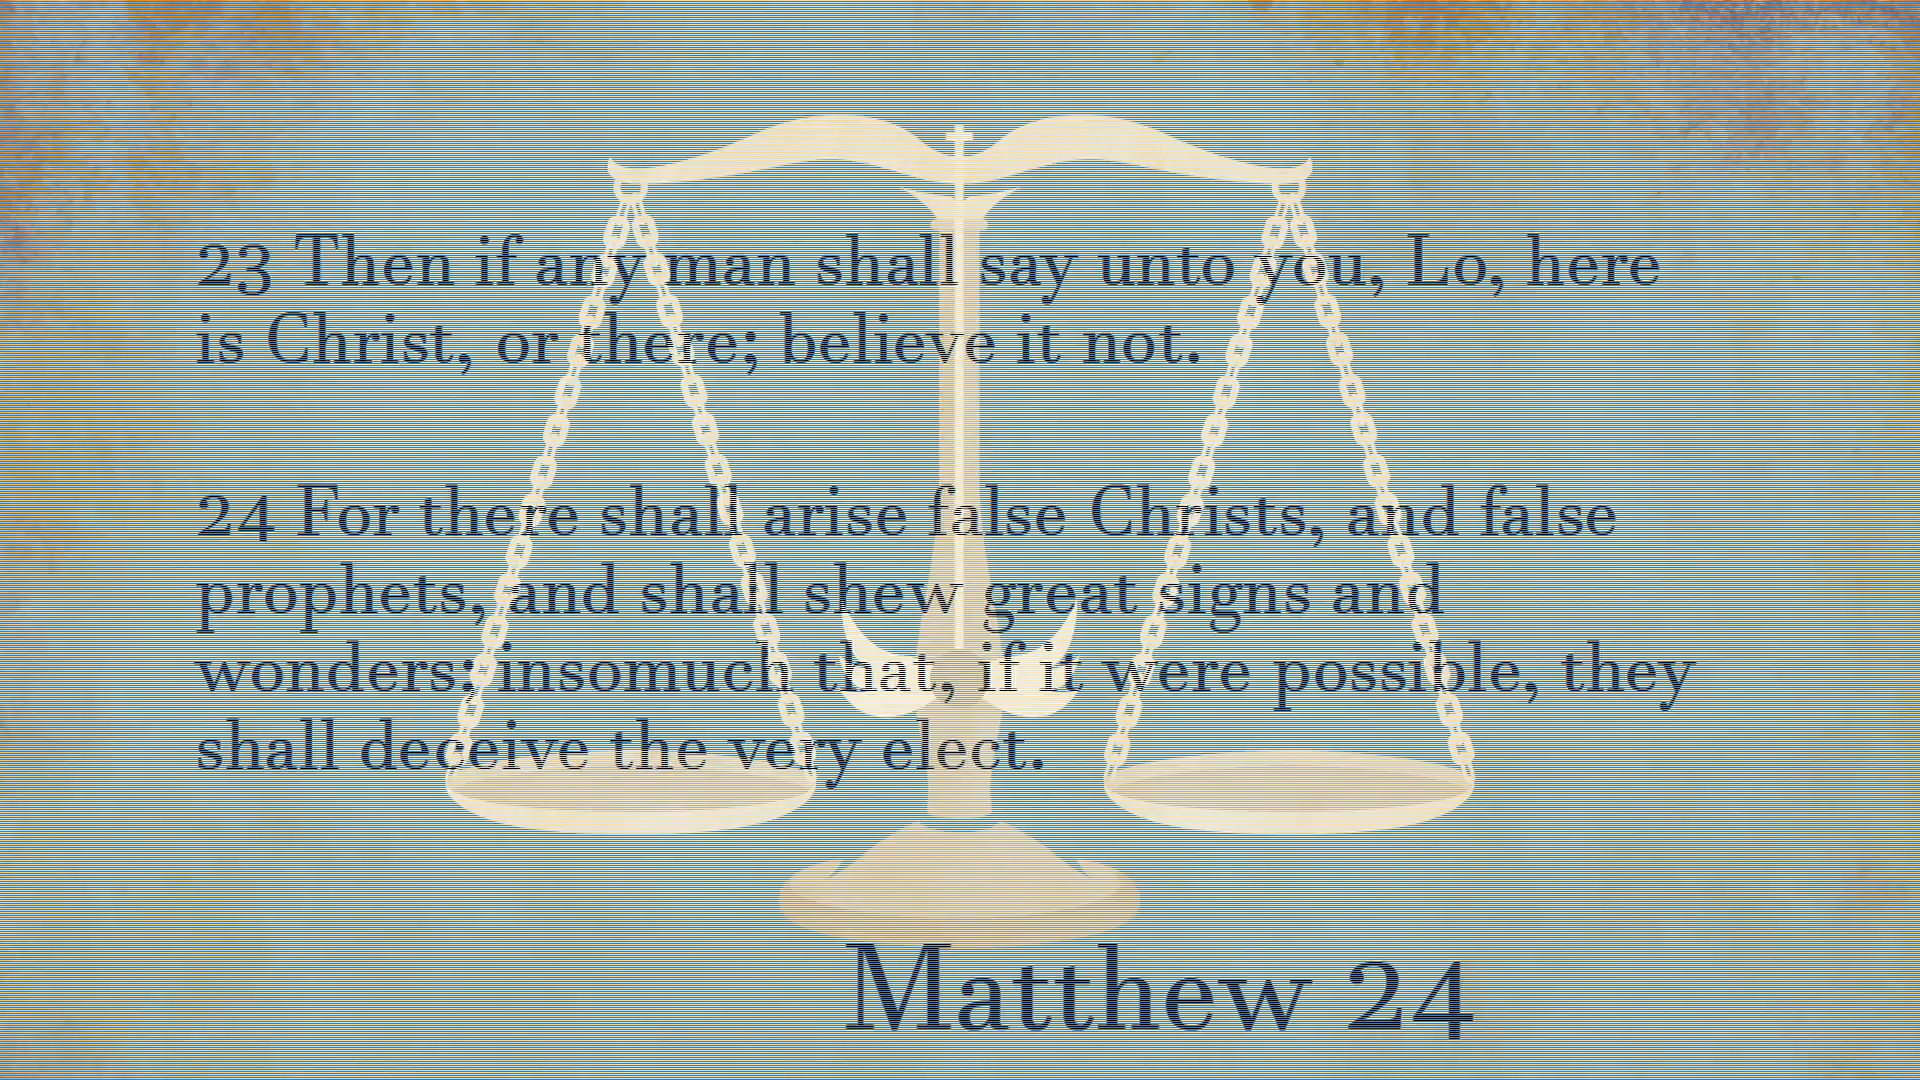 23 Then if any man shall say unto you, Lo, here
is Christ, or there; believe it not.
24 For there shall arise false Christs, and false
prophets, and shall shew great signs and
wonders; insomuch that, if it were possible, they
shall deceive the very elect.
Matthew 24